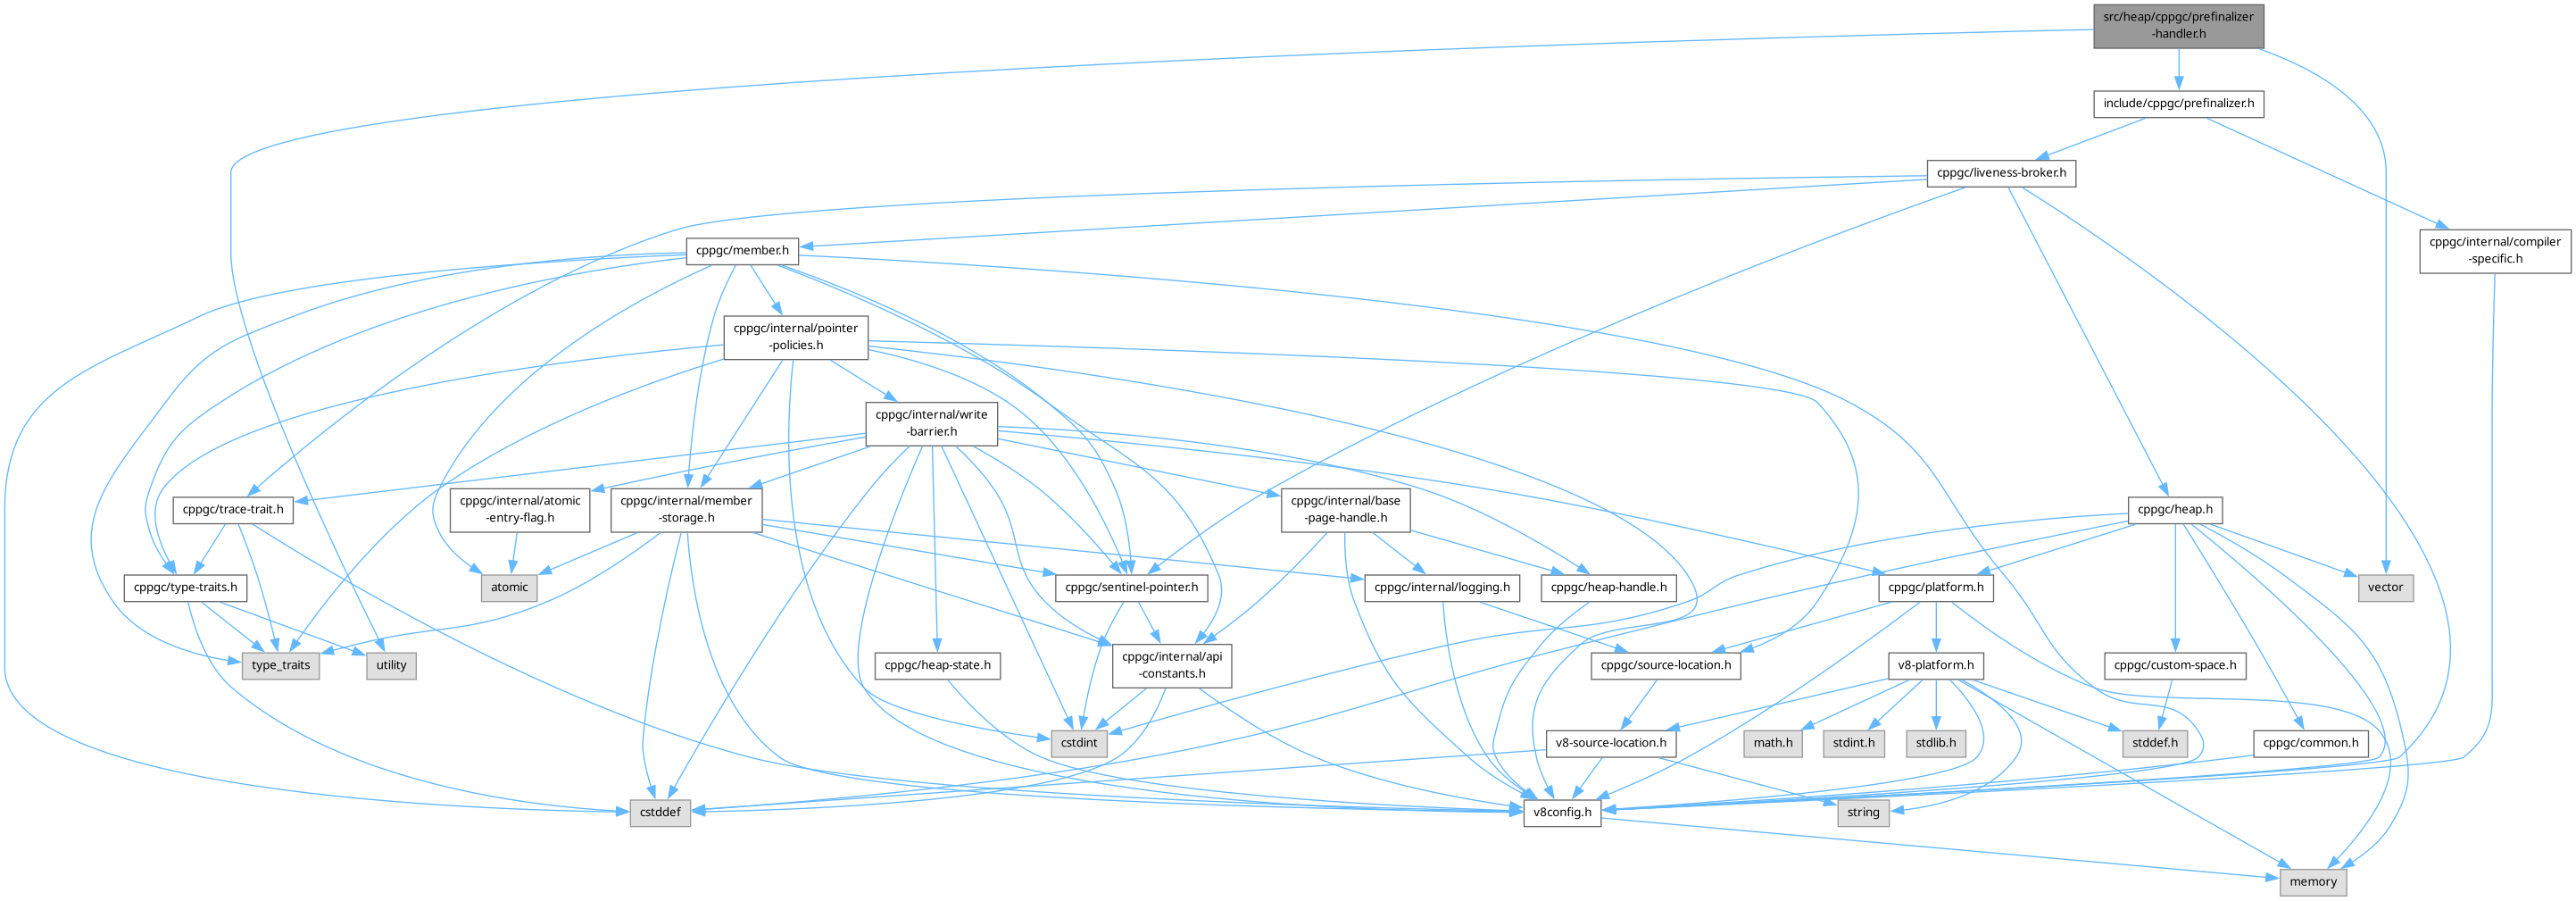 src/heap/cppgc/prefinalizer
-handler.h
include/cppgc/prefinalizer.h
cppgc/liveness-broker.h
cppgc/member.h
cppgc/internal/compiler
-specific.h
cppgc/internal/pointer
-policies.h
cppgc/internal/write
-barrier.h
cppgc/trace-trait.h
cppgc/internal/atomic
-entry-flag.h
cppgc/internal/member
-storage.h
cppgc/internal/base
-page-handle.h
cppgc/heap.h
cppgc/type-traits.h
atomic
cppgc/sentinel-pointer.h
cppgc/internal/logging.h
cppgc/heap-handle.h
cppgc/platform.h
vector
type_traits
utility
cppgc/heap-state.h
cppgc/internal/api
-constants.h
cppgc/source-location.h
v8-platform.h
cppgc/custom-space.h
cstdint
v8-source-location.h
math.h
stdint.h
stdlib.h
stddef.h
cppgc/common.h
cstddef
v8config.h
string
memory